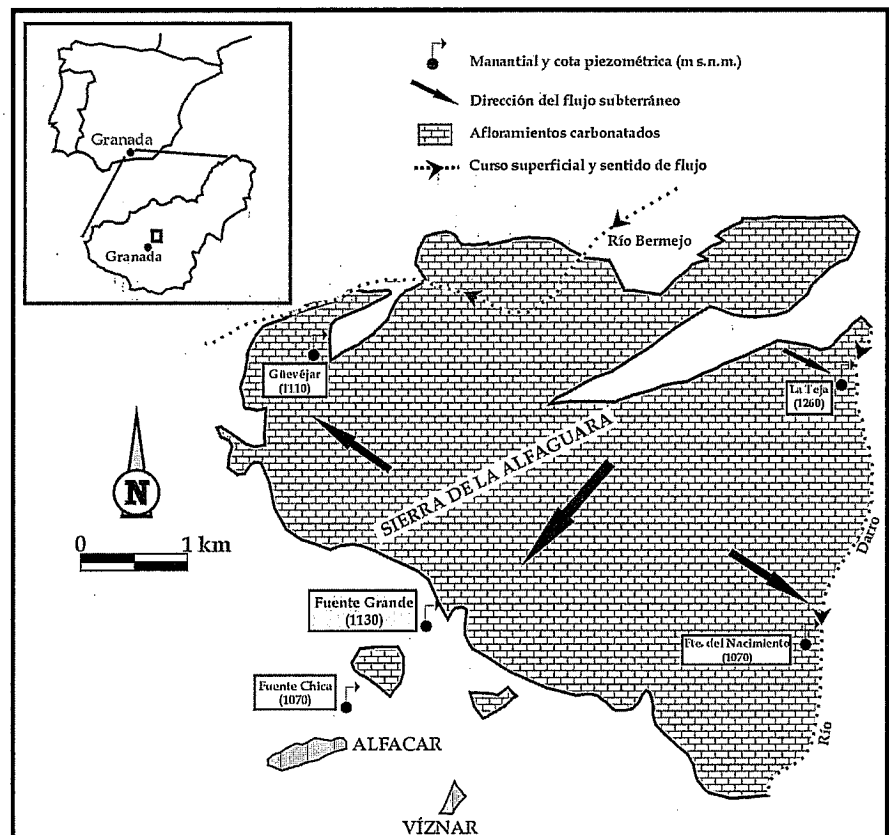 Granada
Granada
Manantial y cota piezométrica (m s.n.m.)
Dirección del flujo subterráneo
Afloramientos carbonatados
Curso superficial y sentido de flujo
Río Bermejo
Güevéjar
(1110)
La Teja
(1260)
SIERRA DE LA ALFAGUARA
N
0 1 km
Darro
Fuente Grande
(1130)
Fte. del Nacimiento
(1070)
Fuente Chica
(1070)
Río
ALFACAR
VÍZNAR